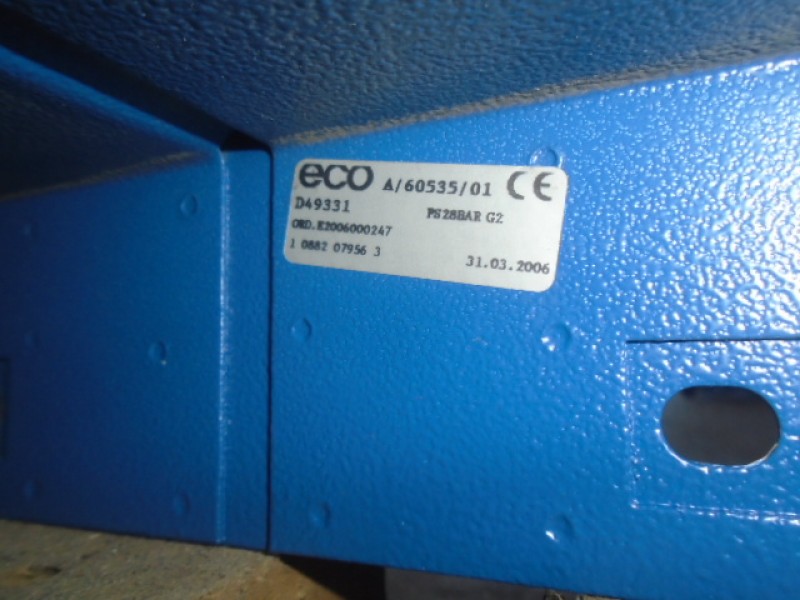 eco A/60535/01 CE
D49331 PS28BAR G2
ORD.E2006000247
1 0882 07956 3 31.03.2006